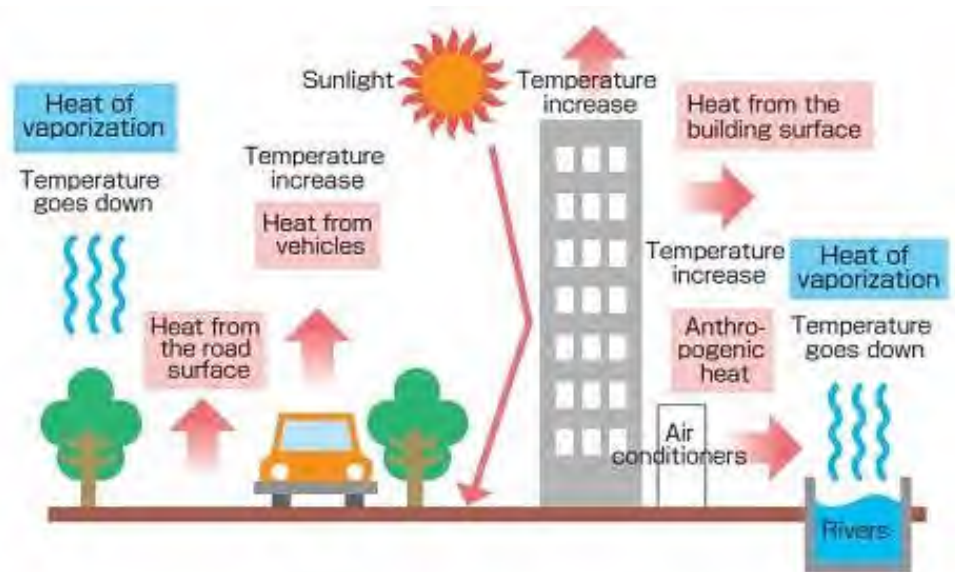 Sunlight
Temperature
increase
Heat of
vaporization
Heat from the
building surface
Temperature
goes down
Temperature
increase
Heat from
vehicles
Temperature
increase
Heat of
vaporization
Heat from
the road
surface
Anthro-
pogenic
heat
Temperature
goes down
Air
conditioners
Rivers